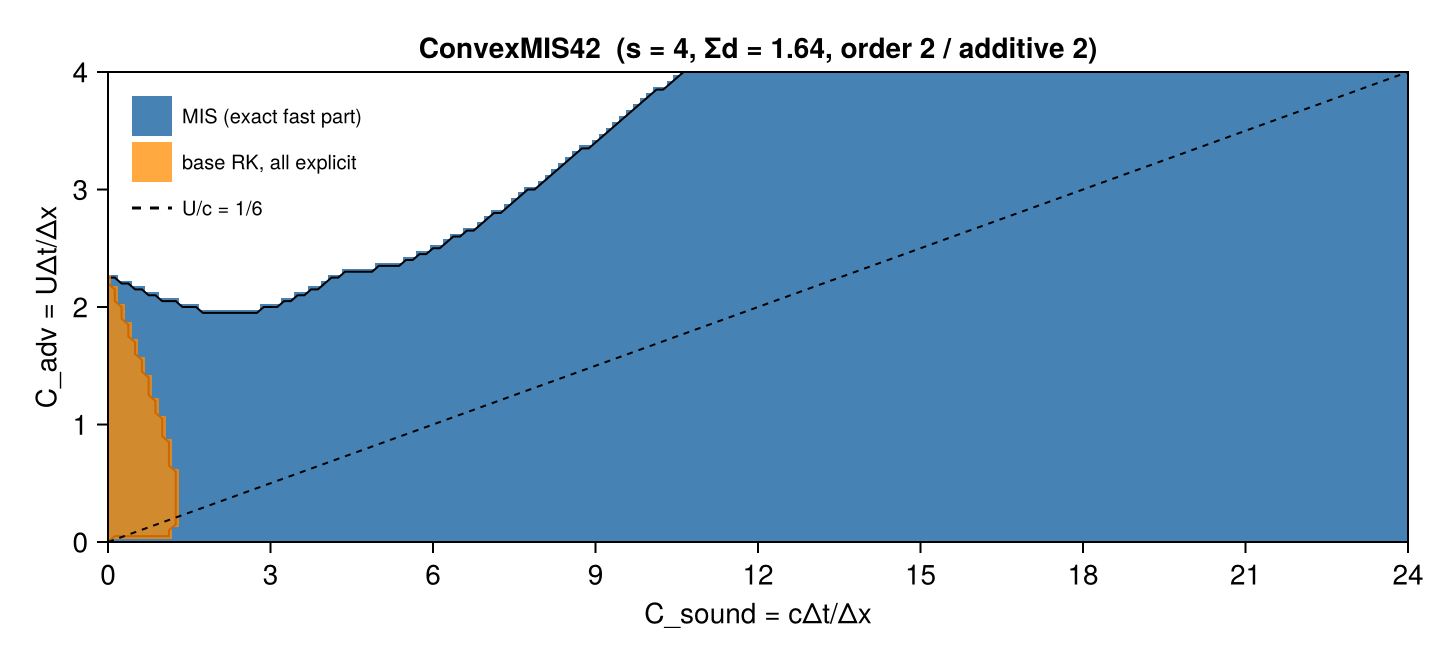 ConvexMIS42 (s = 4, Σd = 1.64, order 2 / additive 2)
C_adv = UΔt/Δx
4
3
2
1
0
MIS (exact fast part)
base RK, all explicit
U/c = 1/6
0 3 6 9 12 15 18 21 24
C_sound = cΔt/Δx